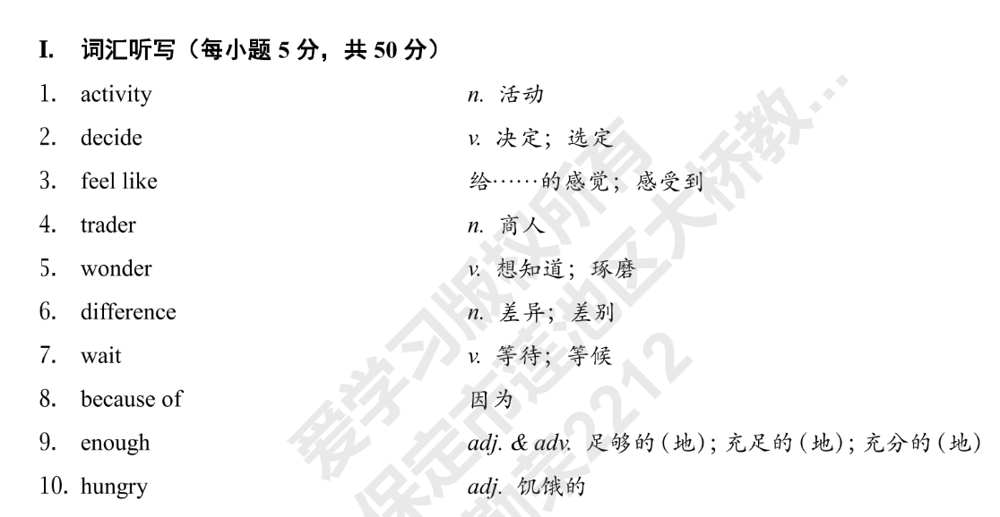 I. 词汇听写（每小题 5 分，共 50 分）
1. activity n. 活动
2. decide v. 决定；选定
3. feel like 给……的感觉；感受到
4. trader n. 商人
5. wonder v. 想知道；琢磨
6. difference n. 差异；差别
7. wait v. 等待；等候
8. because of 因为
9. enough adj. & adv. 足够的（地）；充足的（地）；充分的（地）
10. hungry adj. 饥饿的
爱学习版权所有
保定市莲池区大桥教...
荣2212